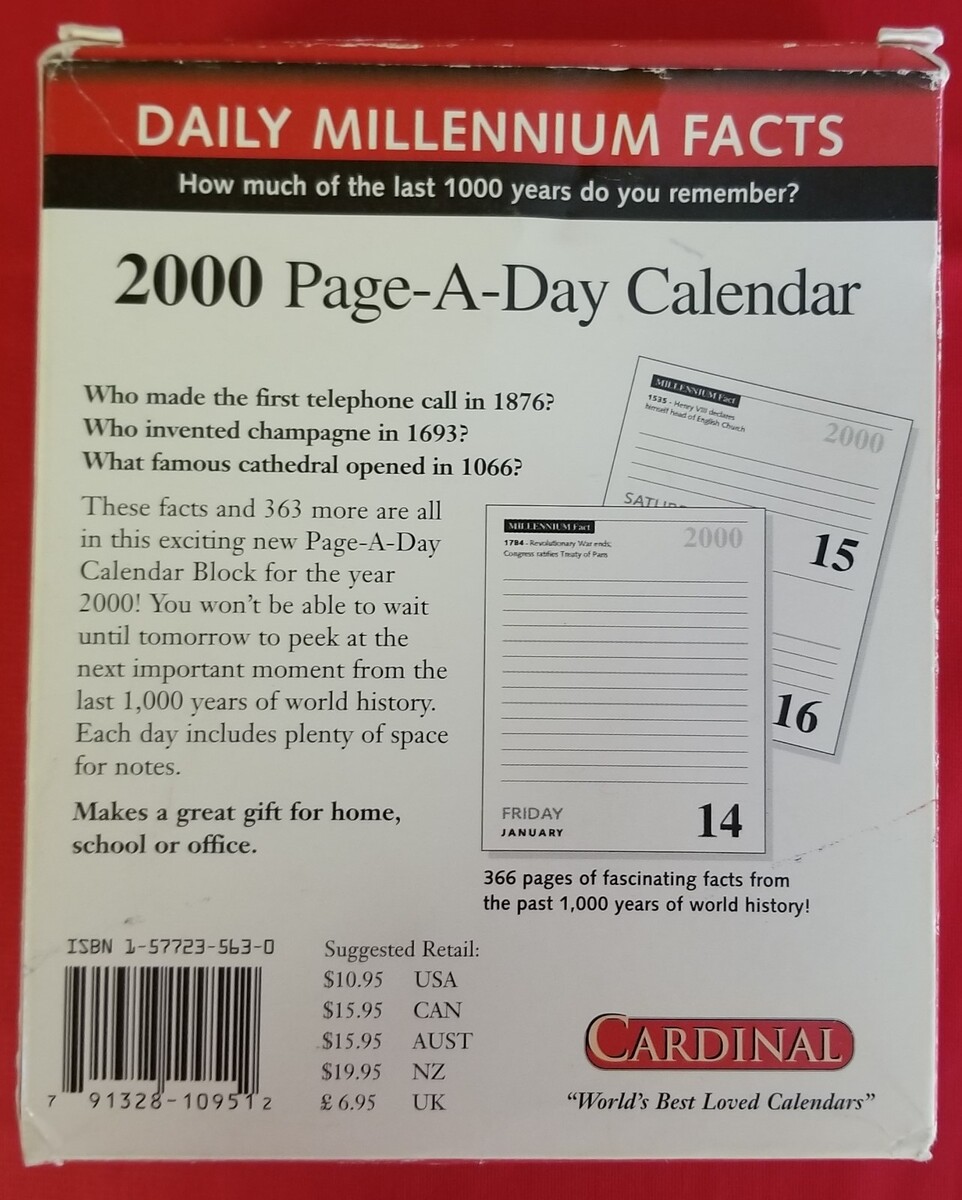 DAILY MILLENNIUM FACTS
How much of the last 1000 years do you remember?
2000 Page-A-Day Calendar
Who made the first telephone call in 1876?
Who invented champagne in 1693?
What famous cathedral opened in 1066?
These facts and 363 more are all
in this exciting new Page-A-Day
Calendar Block for the year
2000! You won't be able to wait
until tomorrow to peek at the
next important moment from the
last 1,000 years of world history.
Each day includes plenty of space
for notes.
Makes a great gift for home,
school or office.
MILLENNIUM Fact
1535 - Henry VIII declares
himself head of English Church
2000
15
16
MILLENNIUM Fact
1784 - Revolutionary War ends;
Congress ratifies Treaty of Paris
2000
FRIDAY
JANUARY
14
366 pages of fascinating facts from
the past 1,000 years of world history!
ISBN 1-57723-563-0
7 91328-10951 2
Suggested Retail:
$10.95 USA
$15.95 CAN
$15.95 AUST
$19.95 NZ
£ 6.95 UK
CARDINAL
"World's Best Loved Calendars"